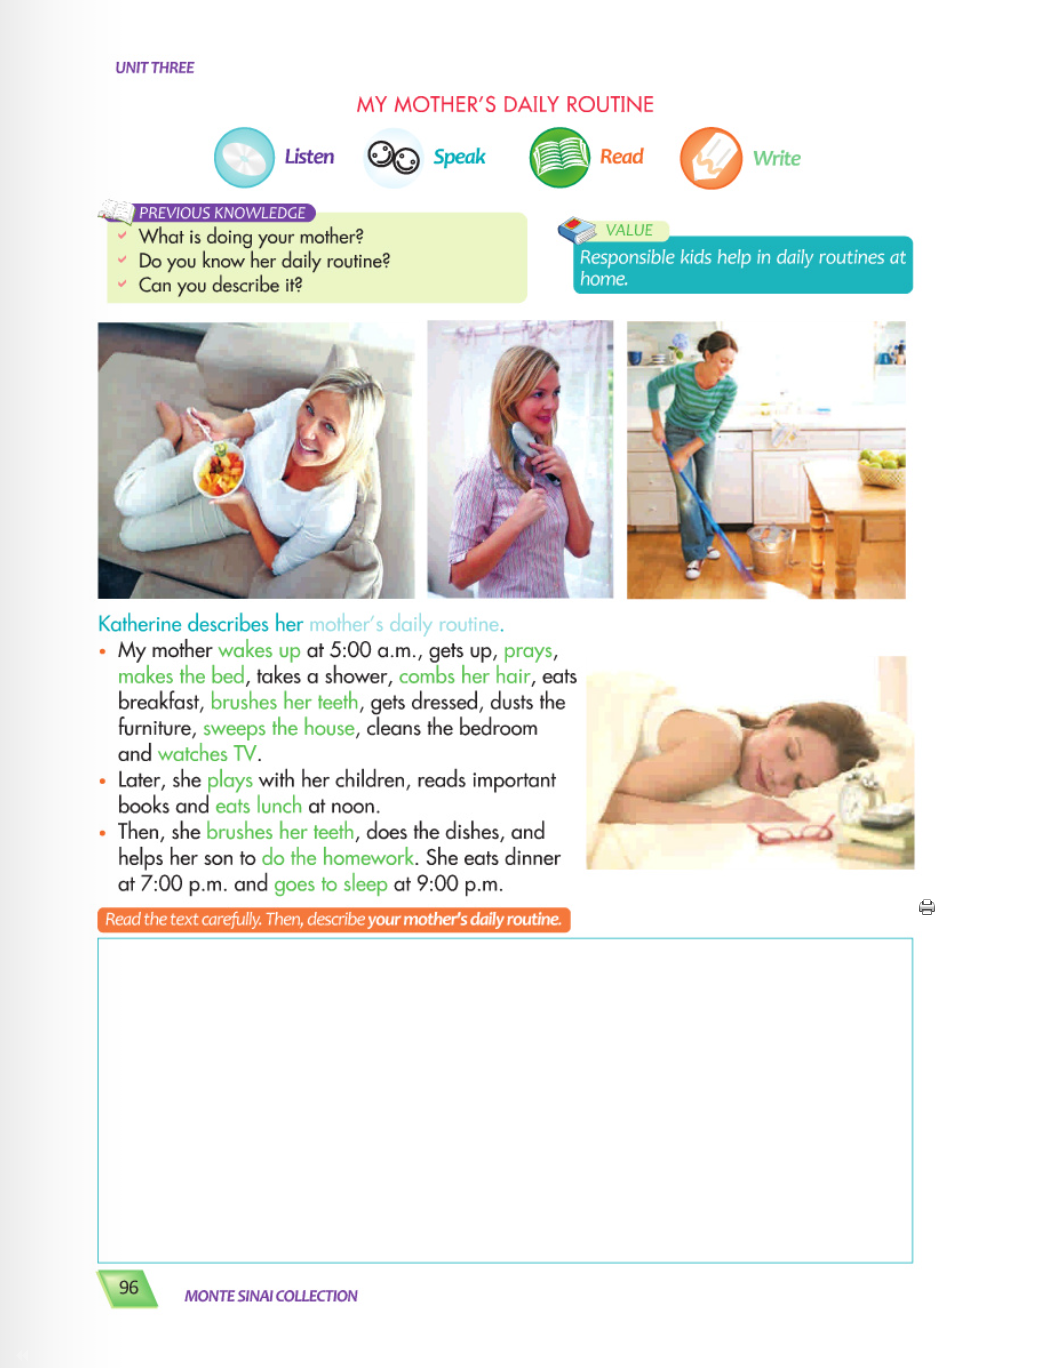 UNIT THREE
MY MOTHER'S DAILY ROUTINE
Listen
Speak
Read
Write
PREVIOUS KNOWLEDGE
What is doing your mother?
Do you know her daily routine?
Can you describe it?
VALUE
Responsible kids help in daily routines at
home.
Katherine describes her mother's daily routine.
• My mother wakes up at 5:00 a.m., gets up, prays,
makes the bed, takes a shower, combs her hair, eats
breakfast, brushes her teeth, gets dressed, dusts the
furniture, sweeps the house, cleans the bedroom
and watches TV.
• Later, she plays with her children, reads important
books and eats lunch at noon.
• Then, she brushes her teeth, does the dishes, and
helps her son to do the homework. She eats dinner
at 7:00 p.m. and goes to sleep at 9:00 p.m.
Read the text carefully. Then, describe your mother's daily routine.
96
MONTE SINAI COLLECTION